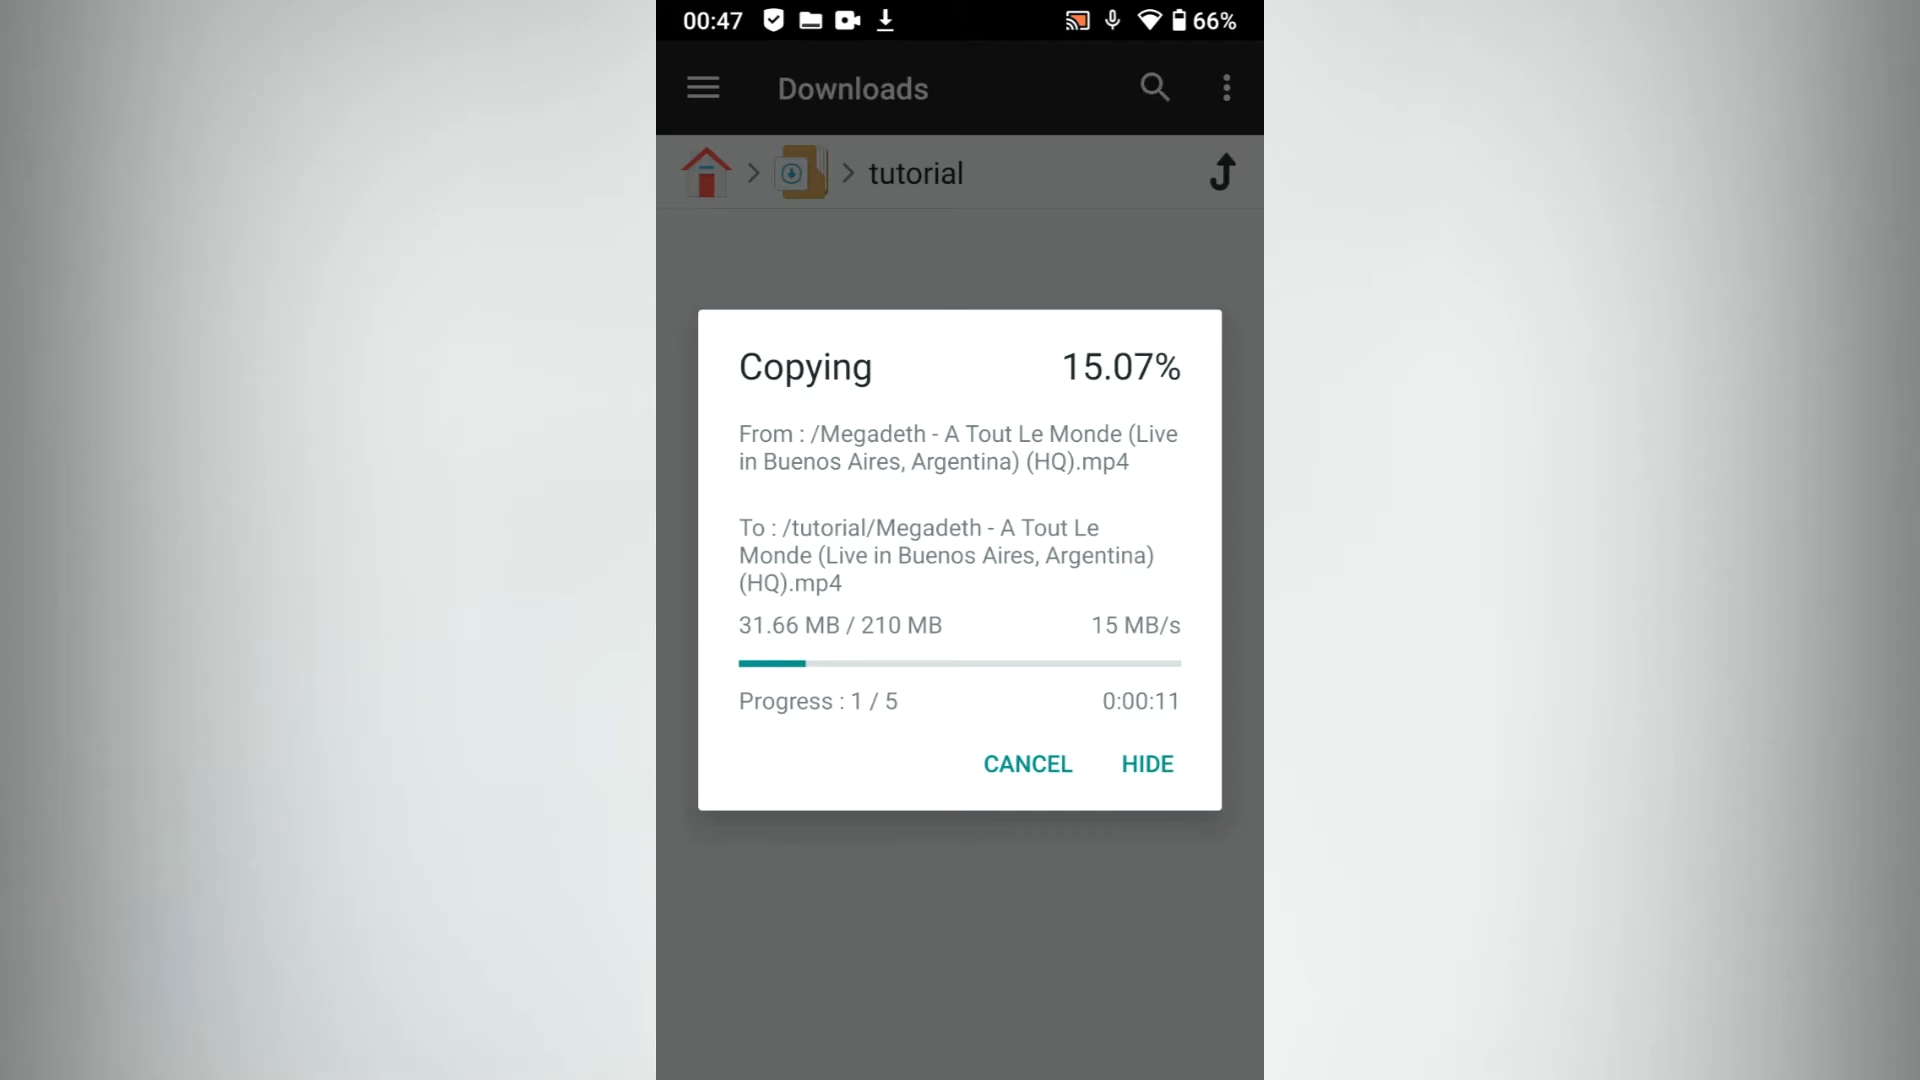 00:47 66%
Downloads
tutorial
Copying 15.07%
From : /Megadeth - A Tout Le Monde (Live
in Buenos Aires, Argentina) (HQ).mp4
To : /tutorial/Megadeth - A Tout Le
Monde (Live in Buenos Aires, Argentina)
(HQ).mp4
31.66 MB / 210 MB 15 MB/s
Progress : 1 / 5 0:00:11
CANCEL HIDE